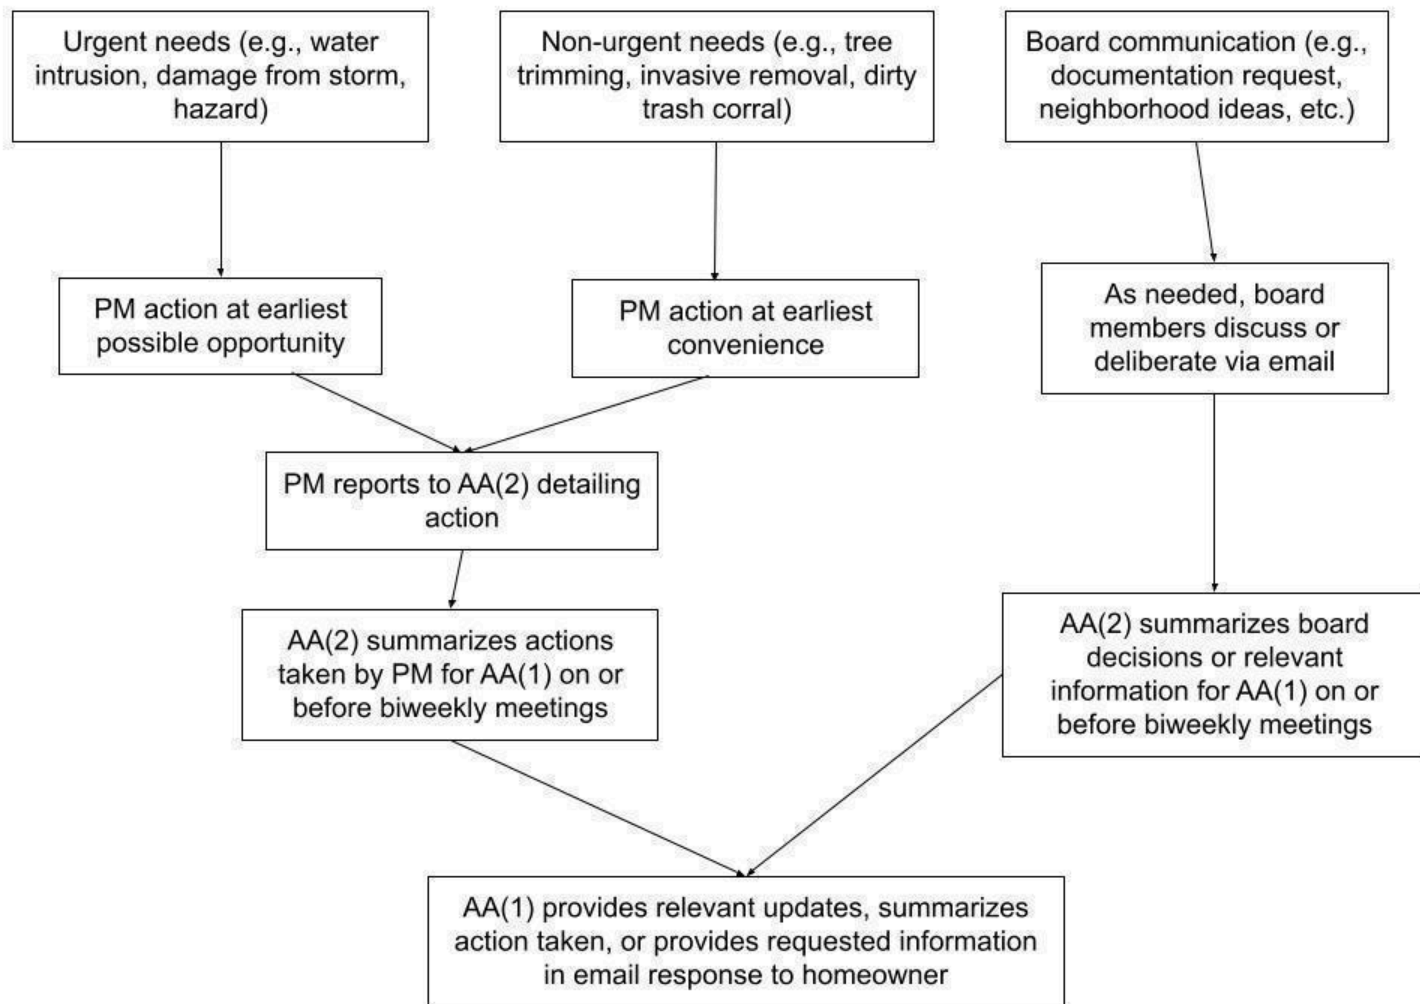 Urgent needs (e.g., water
intrusion, damage from storm,
hazard)
Non-urgent needs (e.g., tree
trimming, invasive removal, dirty
trash corral)
Board communication (e.g.,
documentation request,
neighborhood ideas, etc.)
PM action at earliest
possible opportunity
PM action at earliest
convenience
As needed, board
members discuss or
deliberate via email
PM reports to AA(2) detailing
action
AA(2) summarizes actions
taken by PM for AA(1) on or
before biweekly meetings
AA(2) summarizes board
decisions or relevant
information for AA(1) on or
before biweekly meetings
AA(1) provides relevant updates, summarizes
action taken, or provides requested information
in email response to homeowner